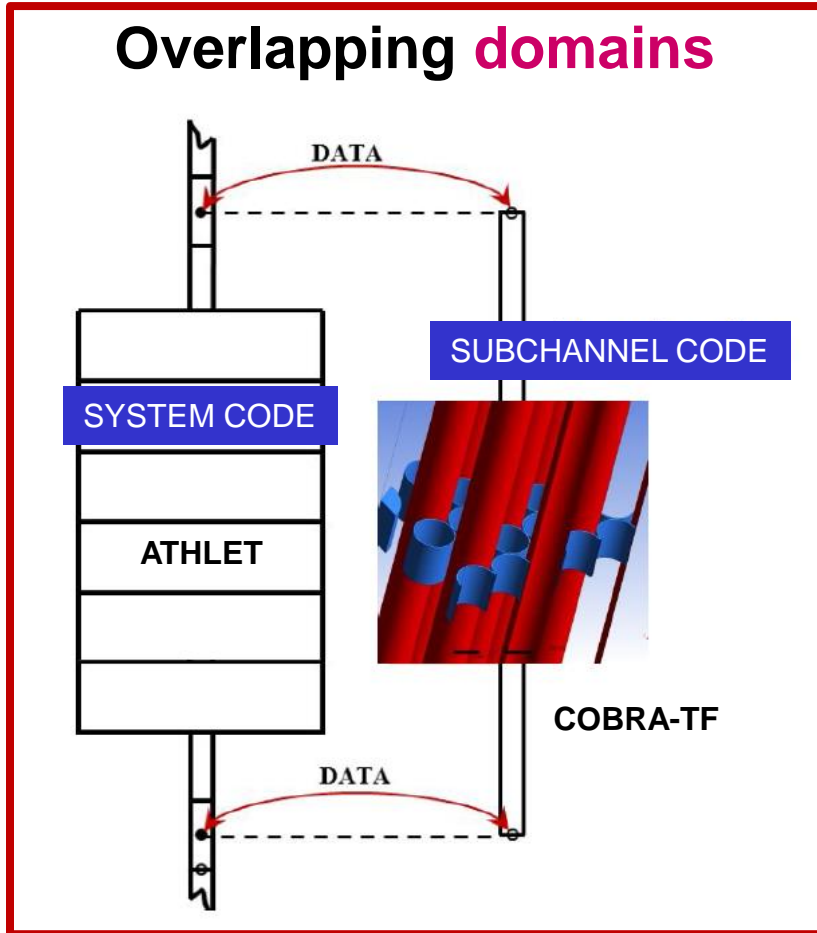 Overlapping domains
DATA
SUBCHANNEL CODE
SYSTEM CODE
ATHLET
COBRA-TF
DATA